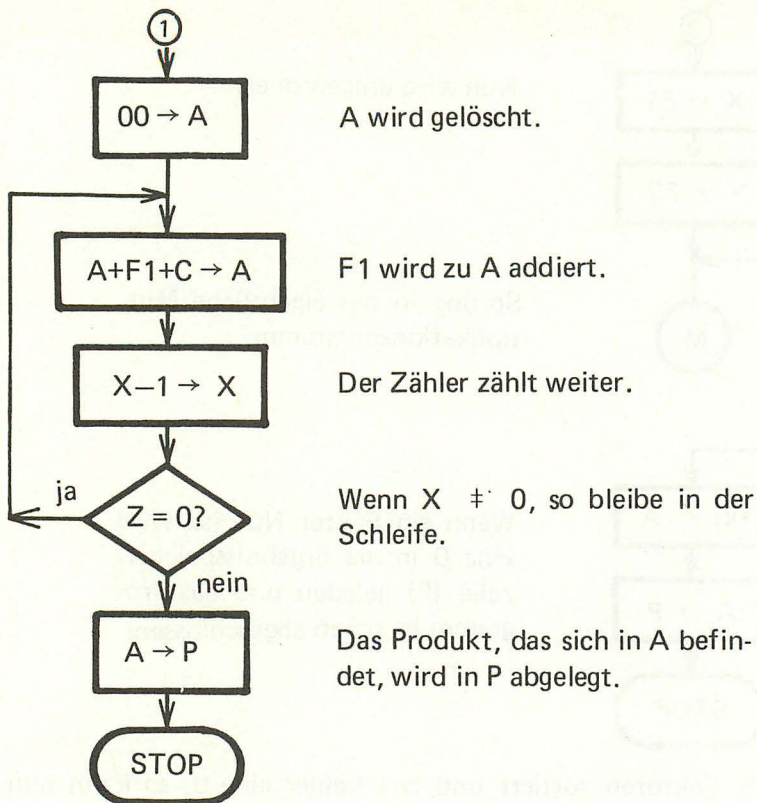 1
00 → A
A wird gelöscht.
A+F1+C → A
F1 wird zu A addiert.
X−1 → X
Der Zähler zählt weiter.
ja
Z = 0?
Wenn X ‡ 0, so bleibe in der
Schleife.
nein
A → P
Das Produkt, das sich in A befin-
det, wird in P abgelegt.
STOP